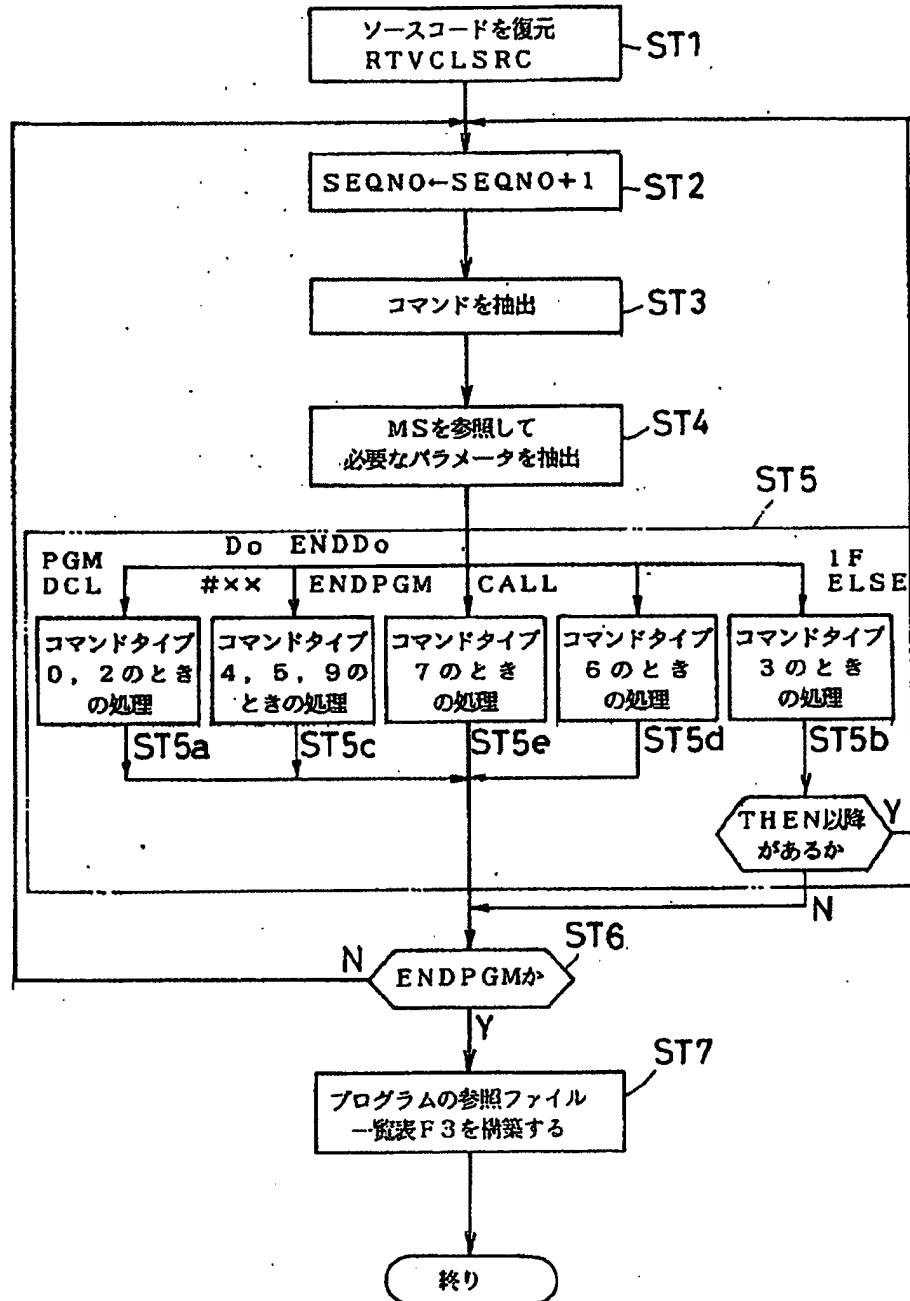 ソースコードを復元
RTVCLSRC
ST1
SEQNO←SEQNO+1
ST2
コマンドを抽出
ST3
MSを参照して
必要なパラメータを抽出
ST4
ST5
PGM
DCL
Do ENDDo
#××
ENDPGM
CALL
IF
ELSE
コマンドタイプ
0,2のとき
の処理
ST5a
コマンドタイプ
4,5,9の
ときの処理
ST5c
コマンドタイプ
7のとき
の処理
ST5e
コマンドタイプ
6のとき
の処理
ST5d
コマンドタイプ
3のとき
の処理
ST5b
THEN以降
があるか
Y
N
ENDPGMか
ST6
N
Y
プログラムの参照ファイル
一覧表F3を構築する
ST7
終り